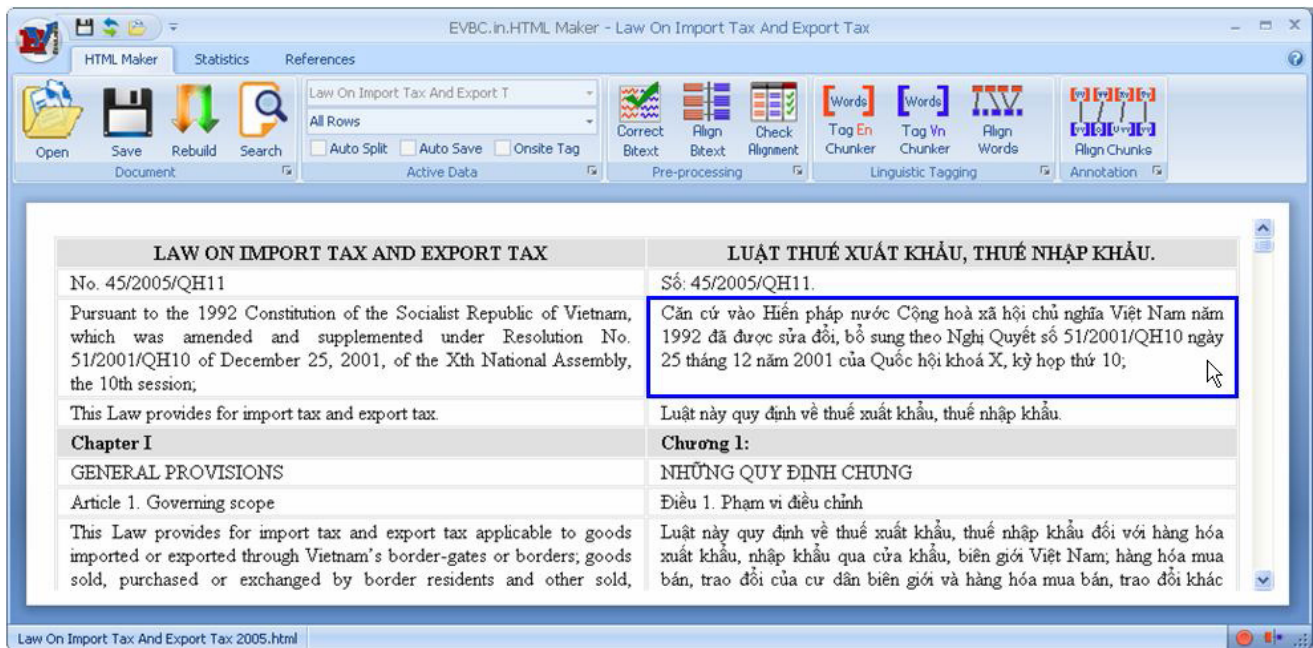 EVBC.in.HTML Maker - Law On Import Tax And Export Tax
HTML Maker Statistics References
Law On Import Tax And Export T
All Rows
Auto Split Auto Save Onsite Tag
Open Save Rebuild Search
Correct Bitext
Align Bitext
Check Alignment
Words Tag En Chunker
Words Tag Vn Chunker
Align Words
Align Chunks
Document Active Data Pre-processing Linguistic Tagging Annotation
LAW ON IMPORT TAX AND EXPORT TAX
LUẬT THUẾ XUẤT KHẨU, THUẾ NHẬP KHẨU.
No. 45/2005/QH11
Số: 45/2005/QH11.
Pursuant to the 1992 Constitution of the Socialist Republic of Vietnam,
which was amended and supplemented under Resolution No.
51/2001/QH10 of December 25, 2001, of the Xth National Assembly,
the 10th session;
Căn cứ vào Hiến pháp nước Cộng hoà xã hội chủ nghĩa Việt Nam năm
1992 đã được sửa đổi, bổ sung theo Nghị Quyết số 51/2001/QH10 ngày
25 tháng 12 năm 2001 của Quốc hội khoá X, kỳ họp thứ 10;
This Law provides for import tax and export tax.
Luật này quy định về thuế xuất khẩu, thuế nhập khẩu.
Chapter I
Chương 1:
GENERAL PROVISIONS
NHỮNG QUY ĐỊNH CHUNG
Article 1. Governing scope
Điều 1. Phạm vi điều chỉnh
This Law provides for import tax and export tax applicable to goods
imported or exported through Vietnam's border-gates or borders; goods
sold, purchased or exchanged by border residents and other sold,
Luật này quy định về thuế xuất khẩu, thuế nhập khẩu đối với hàng hóa
xuất khẩu, nhập khẩu qua cửa khẩu, biên giới Việt Nam; hàng hóa mua
bán, trao đổi của cư dân biên giới và hàng hóa mua bán, trao đổi khác
Law On Import Tax And Export Tax 2005.html